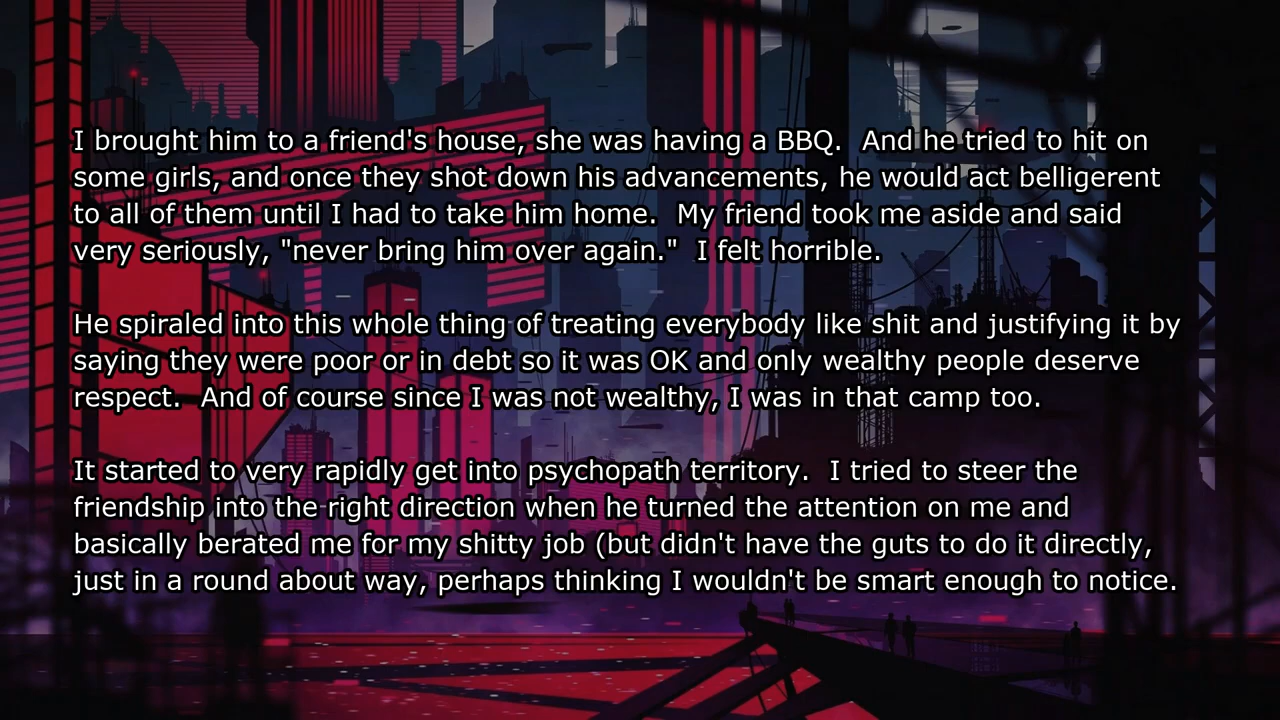 I brought him to a friend's house, she was having a BBQ.  And he tried to hit on
some girls, and once they shot down his advancements, he would act belligerent
to all of them until I had to take him home.  My friend took me aside and said
very seriously, "never bring him over again."  I felt horrible.
He spiraled into this whole thing of treating everybody like shit and justifying it by
saying they were poor or in debt so it was OK and only wealthy people deserve
respect.  And of course since I was not wealthy, I was in that camp too.
It started to very rapidly get into psychopath territory.  I tried to steer the
friendship into the right direction when he turned the attention on me and
basically berated me for my shitty job (but didn't have the guts to do it directly,
just in a round about way, perhaps thinking I wouldn't be smart enough to notice.